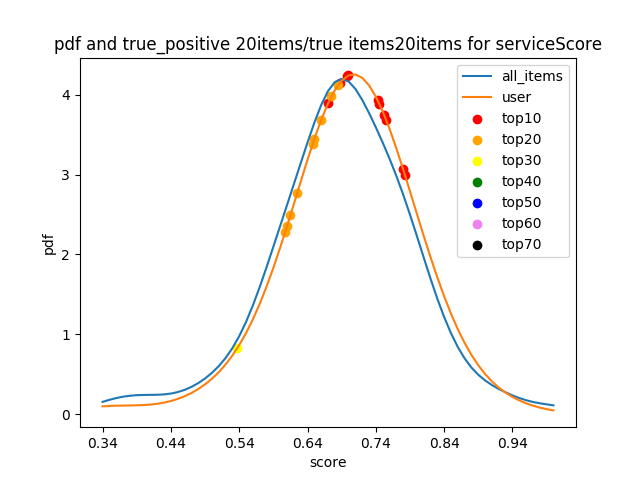 pdf and true_positive 20items/true items20items for serviceScore
all_items
user
top10
top20
top30
top40
top50
top60
top70
pdf
4
3
2
1
0
0.34 0.44 0.54 0.64 0.74 0.84 0.94
score